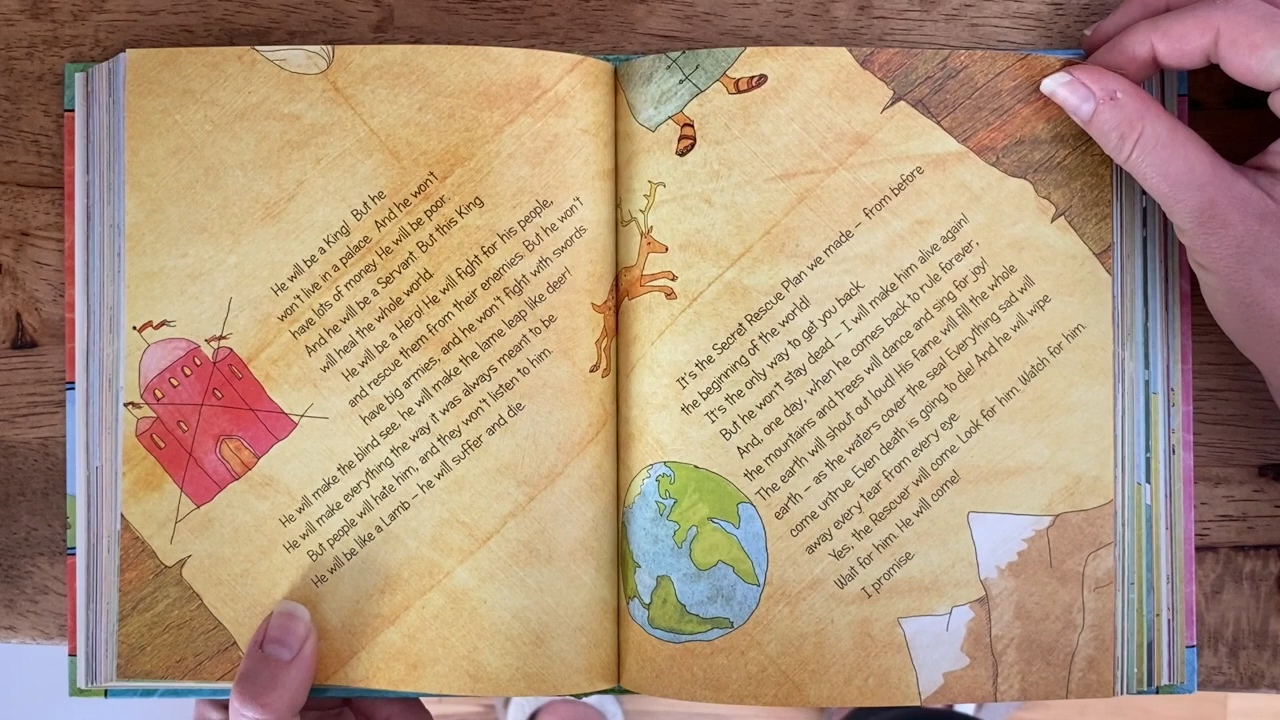 He will be a King! But he
won't live in a palace. And he won't
have lots of money. He will be poor.
And he will be a Servant. But this King
will heal the whole world.
He will be a Hero! He will fight for his people,
and rescue them from their enemies. But he won't
have big armies, and he won't fight with swords.
He will make the blind see, he will make the lame leap like deer!
He will make everything the way it was always meant to be.
But people will hate him, and they won't listen to him.
He will be like a Lamb – he will suffer and die.
It's the Secret Rescue Plan we made – from before
the beginning of the world!
It's the only way to get you back
But he won't stay dead – I will make him alive again!
And, one day, when he comes back to rule forever,
the mountains and trees will dance and sing for joy!
The earth will shout out loud! His fame will fill the whole
earth – as the waters cover the sea! Everything sad will
come untrue. Even death is going to die! And he will wipe
away every tear from every eye.
Yes, the Rescuer will come. Look for him. Watch for him.
Wait for him. He will come!
I promise.